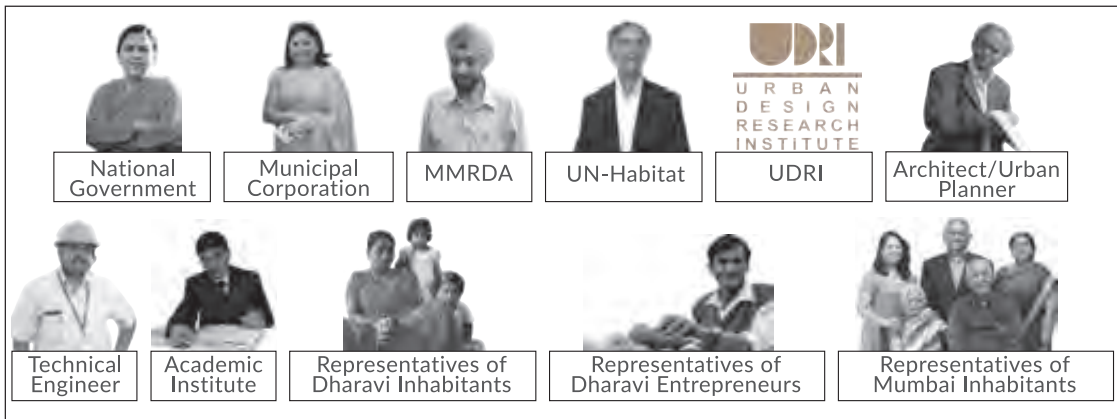 UDRI
URBAN
DESIGN
RESEARCH
INSTITUTE
National
Government
Municipal
Corporation
MMRDA
UN-Habitat
UDRI
Architect/Urban
Planner
Technical
Engineer
Academic
Institute
Representatives of
Dharavi Inhabitants
Representatives of
Dharavi Entrepreneurs
Representatives of
Mumbai Inhabitants